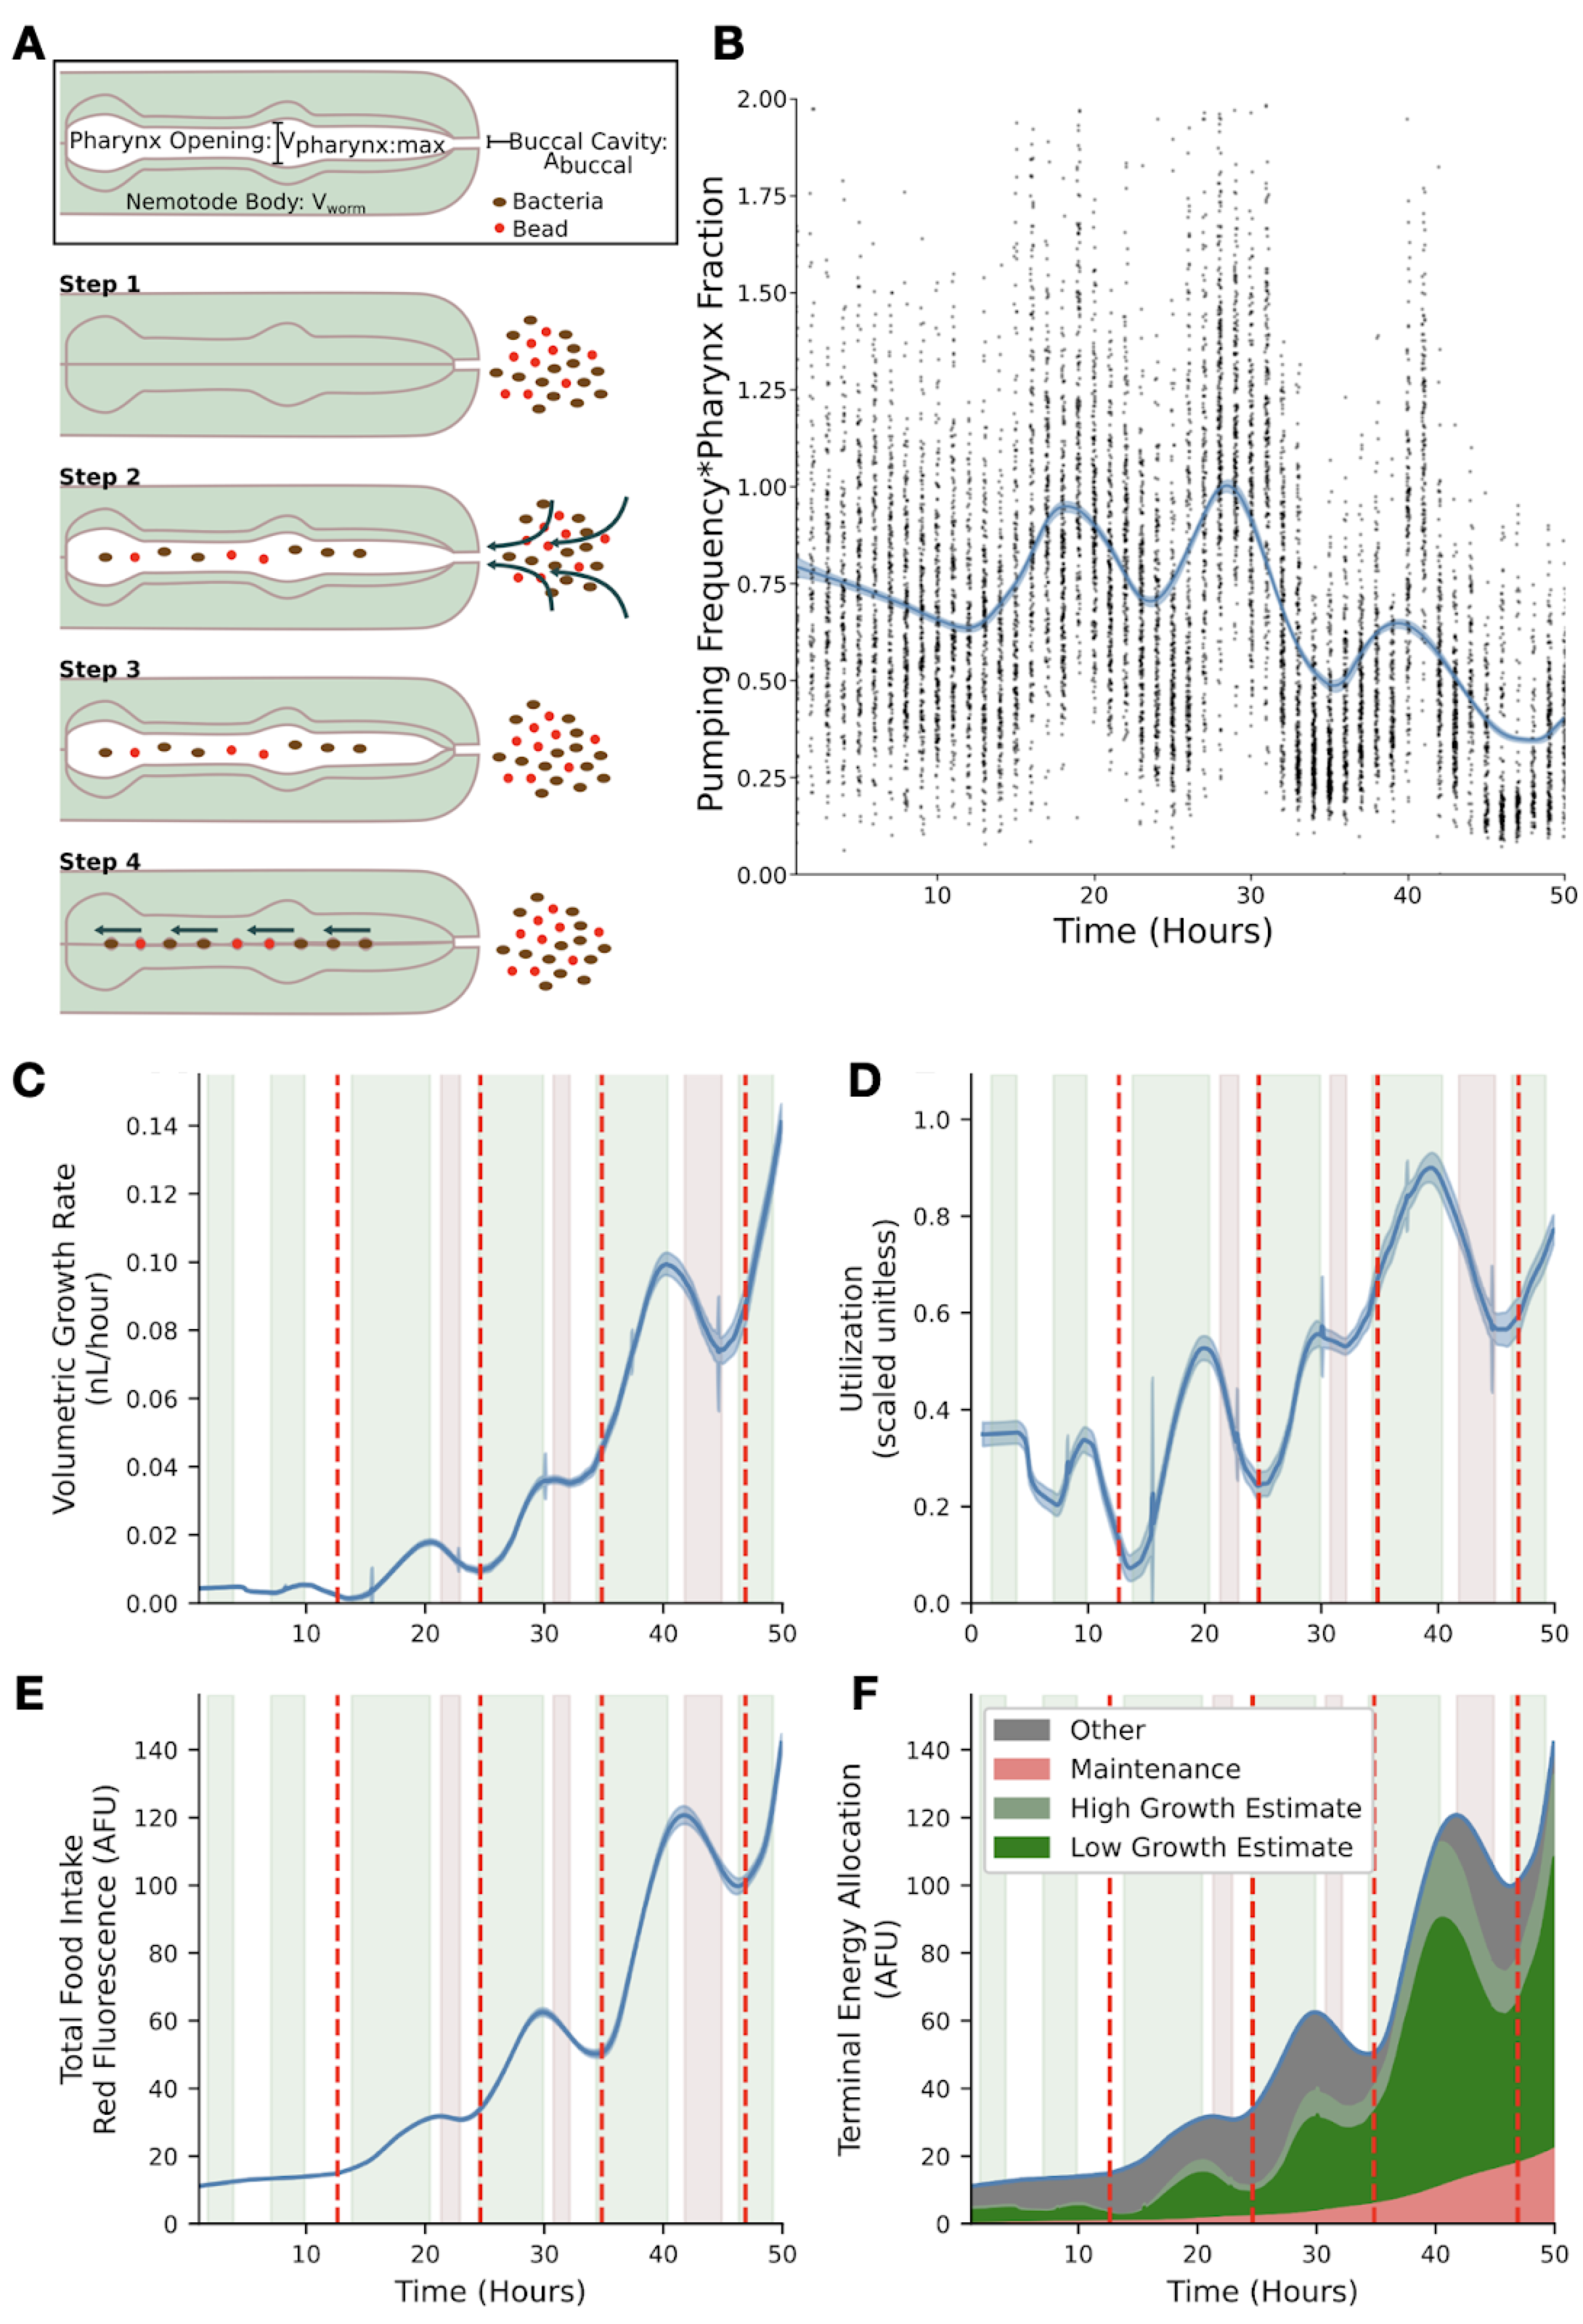 A
Pharynx Opening: Vpharynx:max
Buccal Cavity:
Abuccal
Nemotode Body: Vworm
Bacteria
Bead
Step 1
Step 2
Step 3
Step 4
B
Pumping Frequency*Pharynx Fraction
2.00
1.75
1.50
1.25
1.00
0.75
0.50
0.25
0.00
10 20 30 40 50
Time (Hours)
C
Volumetric Growth Rate
(nL/hour)
0.14
0.12
0.10
0.08
0.06
0.04
0.02
0.00
10 20 30 40 50
D
Utilization
(scaled unitless)
1.0
0.8
0.6
0.4
0.2
0.0
0 10 20 30 40 50
E
Total Food Intake
Red Fluorescence (AFU)
140
120
100
80
60
40
20
0
10 20 30 40 50
Time (Hours)
F
Terminal Energy Allocation
(AFU)
Other
Maintenance
High Growth Estimate
Low Growth Estimate
140
120
100
80
60
40
20
0
10 20 30 40 50
Time (Hours)